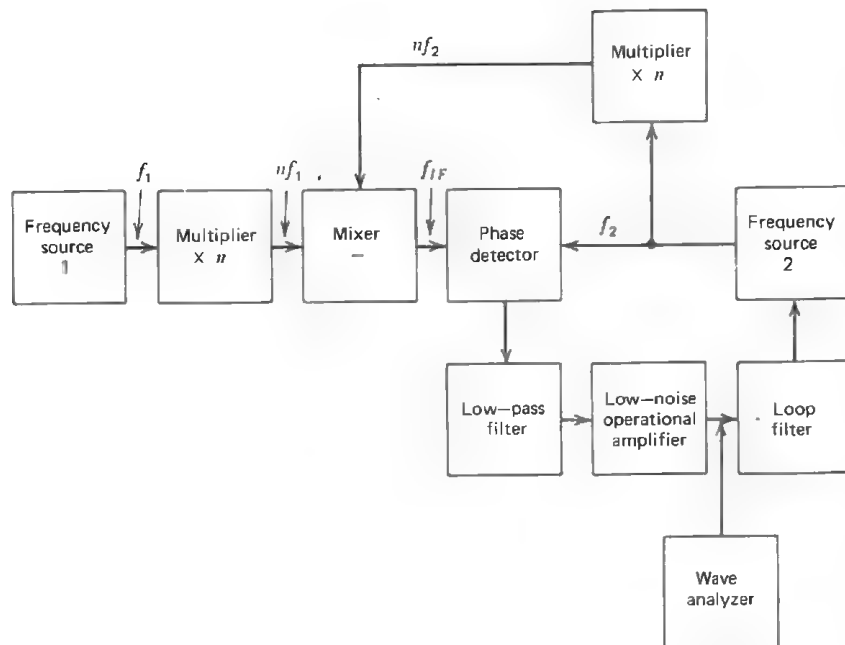 nf₂
Multiplier
× n
f₁
nf₁
f_IF
Frequency
source
1
Multiplier
× n
Mixer
−
Phase
detector
f₂
Frequency
source
2
Low—pass
filter
Low—noise
operational
amplifier
Loop
filter
Wave
analyzer